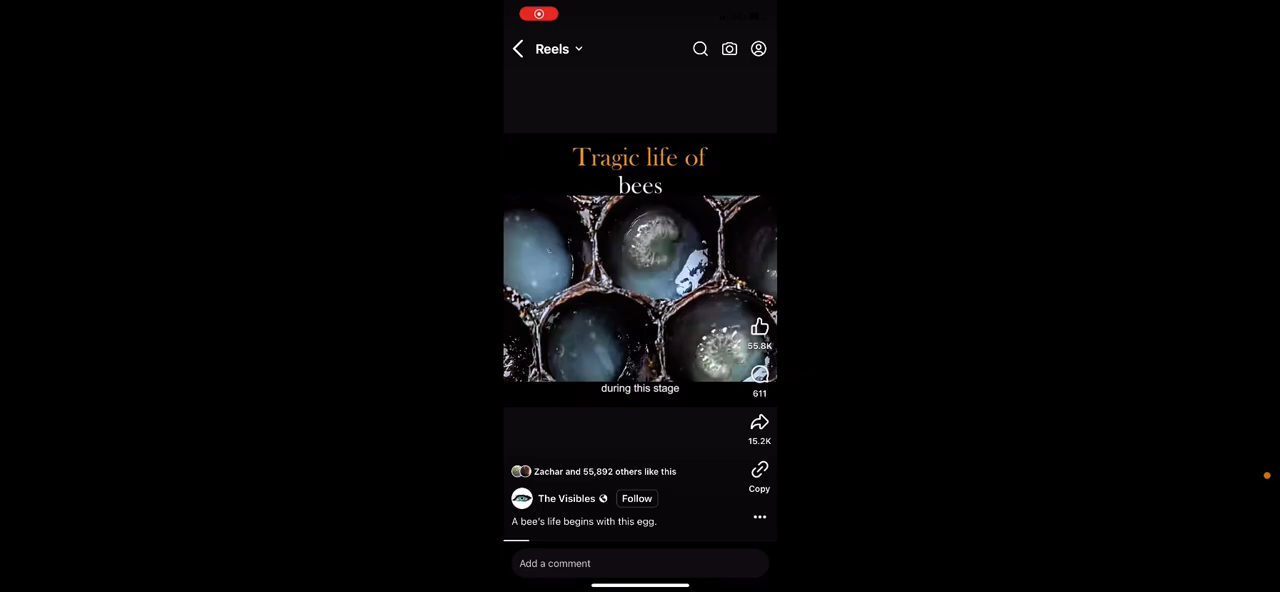 Reels
Tragic life of
bees
55.8K
during this stage
611
15.2K
Zachar and 55,892 others like this
Copy
The Visibles
Follow
A bee's life begins with this egg.
Add a comment